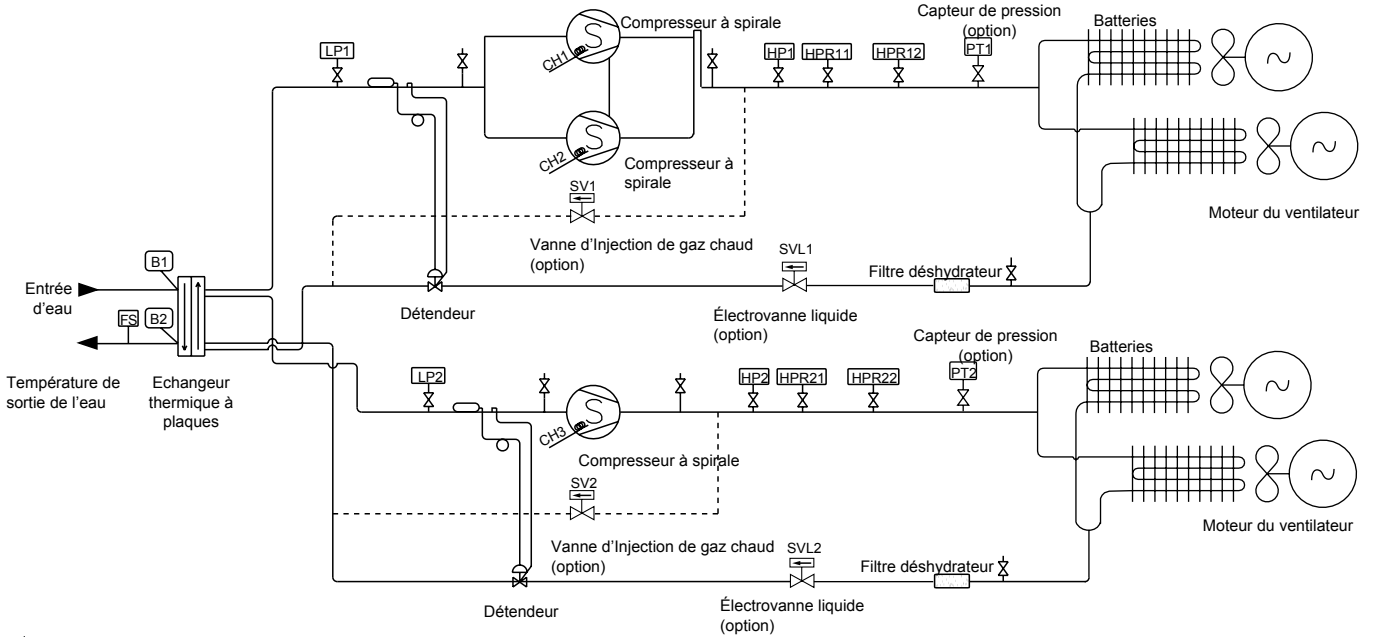 Compresseur à spirale
Capteur de pression
(option)
Batteries
LP1
CH1
HP1
HPR11
HPR12
PT1
CH2
Compresseur à
spirale
SV1
Moteur du ventilateur
Vanne d'Injection de gaz chaud
(option)
SVL1
B1
Filtre déshydrateur
Entrée
d'eau
FS
B2
Détendeur
Électrovanne liquide
(option)
Capteur de pression
(option)
Batteries
Température de
sortie de l'eau
Echangeur
thermique à
plaques
LP2
HP2
HPR21
HPR22
PT2
CH3
Compresseur à spirale
SV2
Moteur du ventilateur
Vanne d'Injection de gaz chaud
(option)
SVL2
Filtre déshydrateur
Détendeur
Électrovanne liquide
(option)